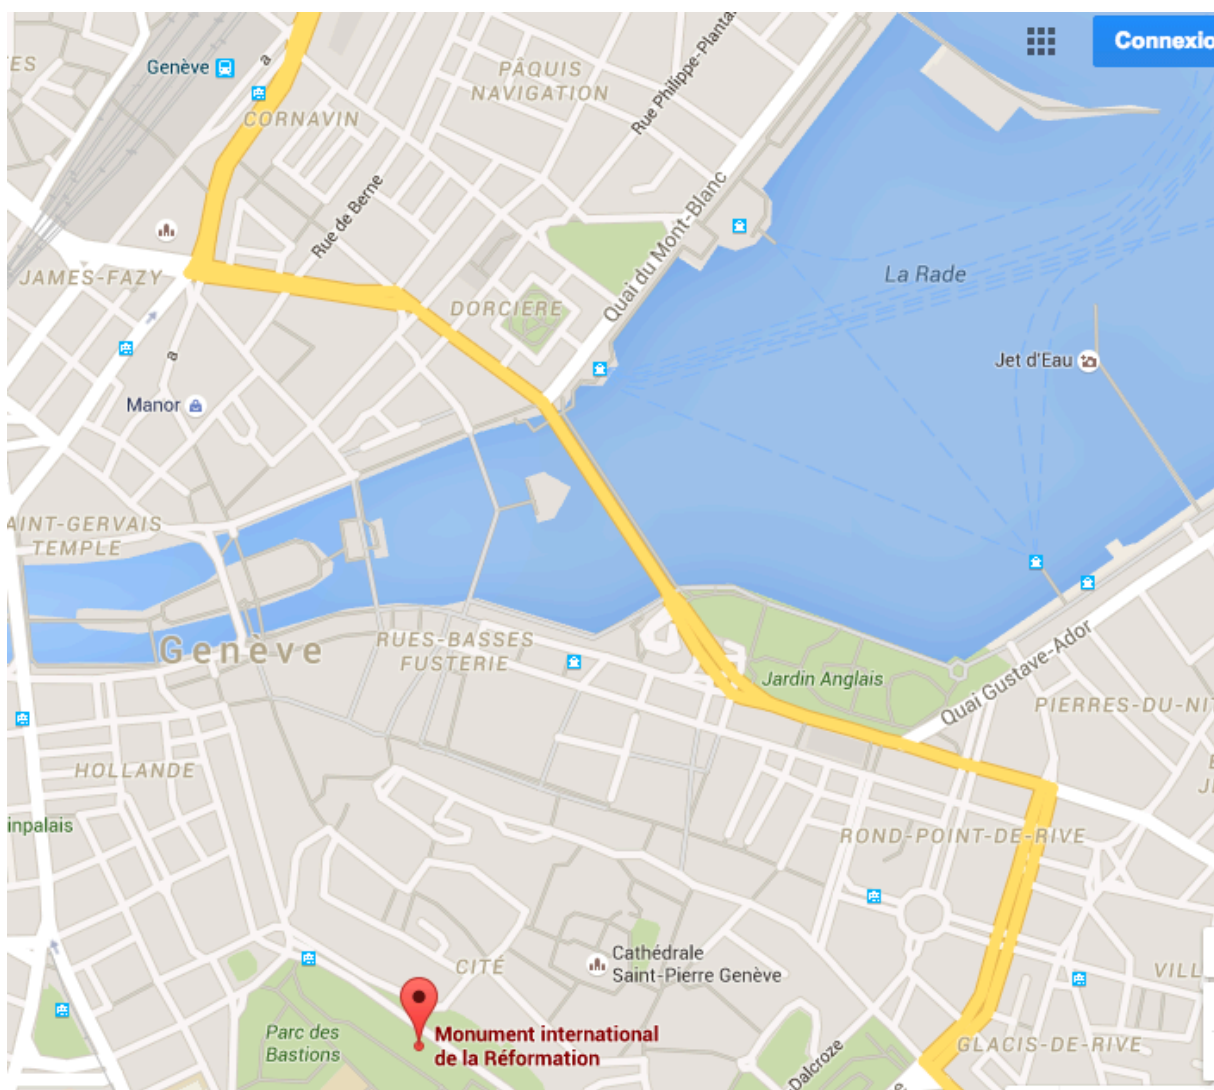 Connexio
ES
Genève
a
PÂQUIS
NAVIGATION
Rue Philippe-Planta
CORNAVIN
Rue de Berne
Quai du Mont-Blanc
JAMES-FAZY
DORCIÈRE
La Rade
a
Jet d'Eau
Manor
AINT-GERVAIS
TEMPLE
Genève
RUES-BASSES
FUSTERIE
Jardin Anglais
Quai Gustave-Ador
PIERRES-DU-NI
HOLLANDE
inpalais
ROND-POINT-DE-RIVE
Cathédrale
Saint-Pierre Genève
CITÉ
VILL
Parc des
Bastions
Monument international
de la Réformation
-Dalcroze
GLACIS-DE-RIVE